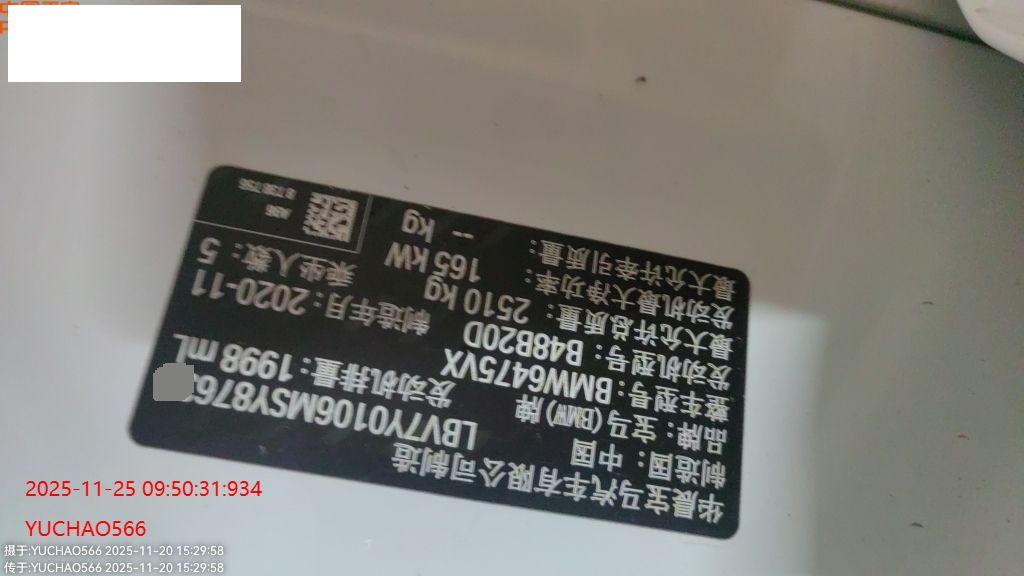 华晨宝马汽车有限公司制造
制造国：中国 LBV7Y0106MSY876
品牌：宝马(BMW)牌
整车型号：BMW6475VX 发动机排量：1998 mL
发动机型号：B48B20D
最大允许总质量：2510 kg 制造年月：2020-11
发动机最大净功率：165 kW 乘坐人数：5
最大允许牵引质量：-- kg
2025-11-25 09:50:31:934
YUCHAO566
摄于:YUCHAO566 2025-11-20 15:29:58
传于:YUCHAO566 2025-11-20 15:29:58